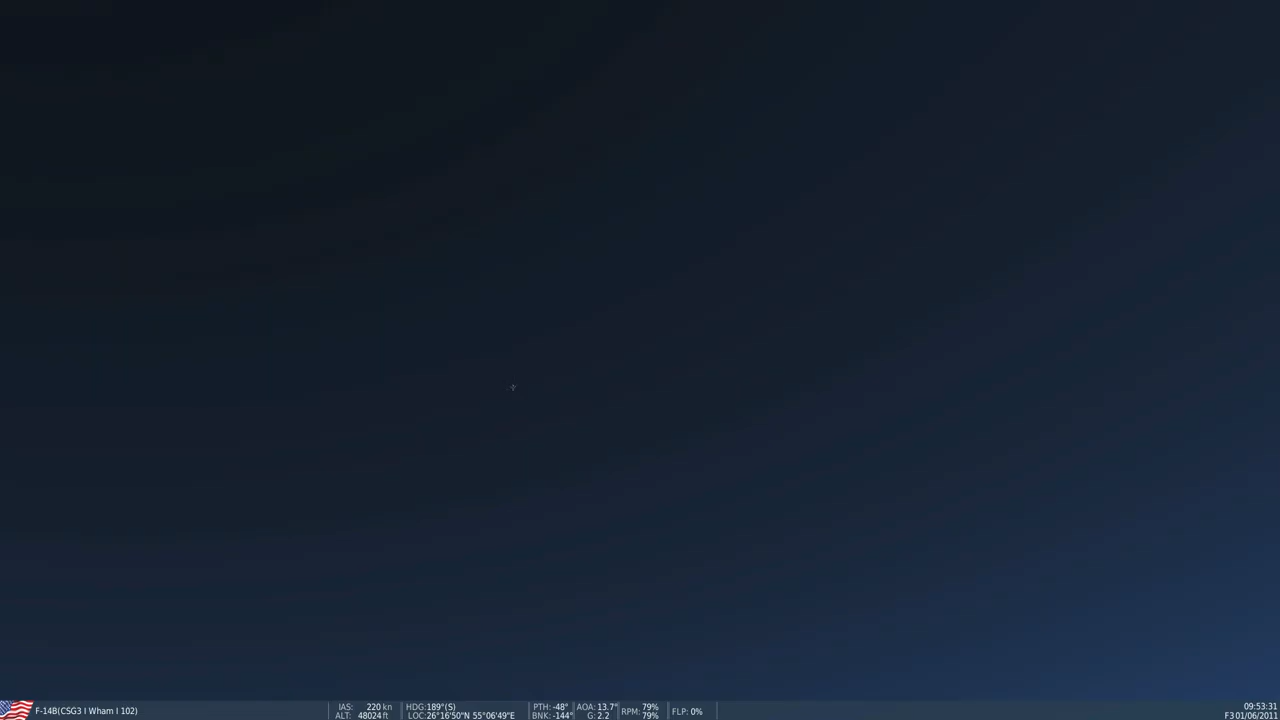 F-14B(CSG3 I Wham I 102)
IAS: 220 kn HDG:189°(S) PTH: -48° AOA: 13.7° RPM: 79% FLP: 0% 09:53:31
ALT: 48024 ft LOC:26°16'50"N 55°06'49"E BNK:-144° G: 2.2 79% F3 01/06/2011